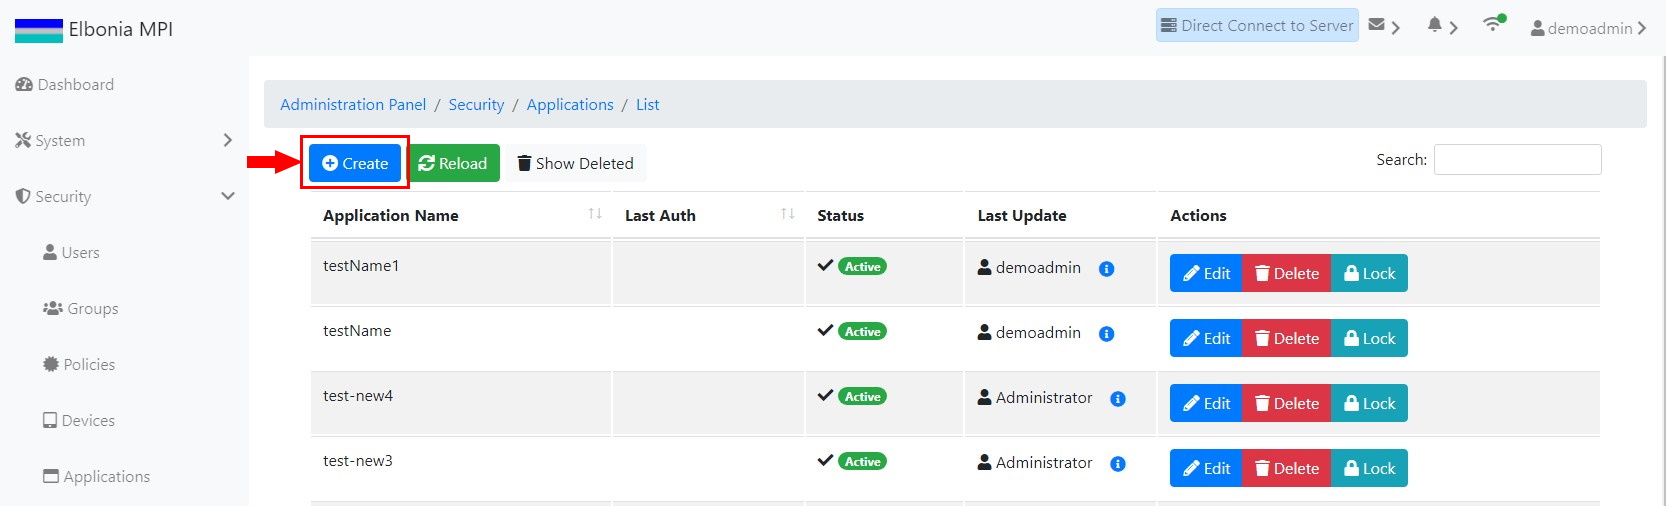 Elbonia MPI
Direct Connect to Server
demoadmin
Dashboard
System
Security
Users
Groups
Policies
Devices
Applications
Administration Panel / Security / Applications / List
Create Reload Show Deleted Search:
Application Name Last Auth Status Last Update Actions
testName1 Active demoadmin Edit Delete Lock
testName Active demoadmin Edit Delete Lock
test-new4 Active Administrator Edit Delete Lock
test-new3 Active Administrator Edit Delete Lock